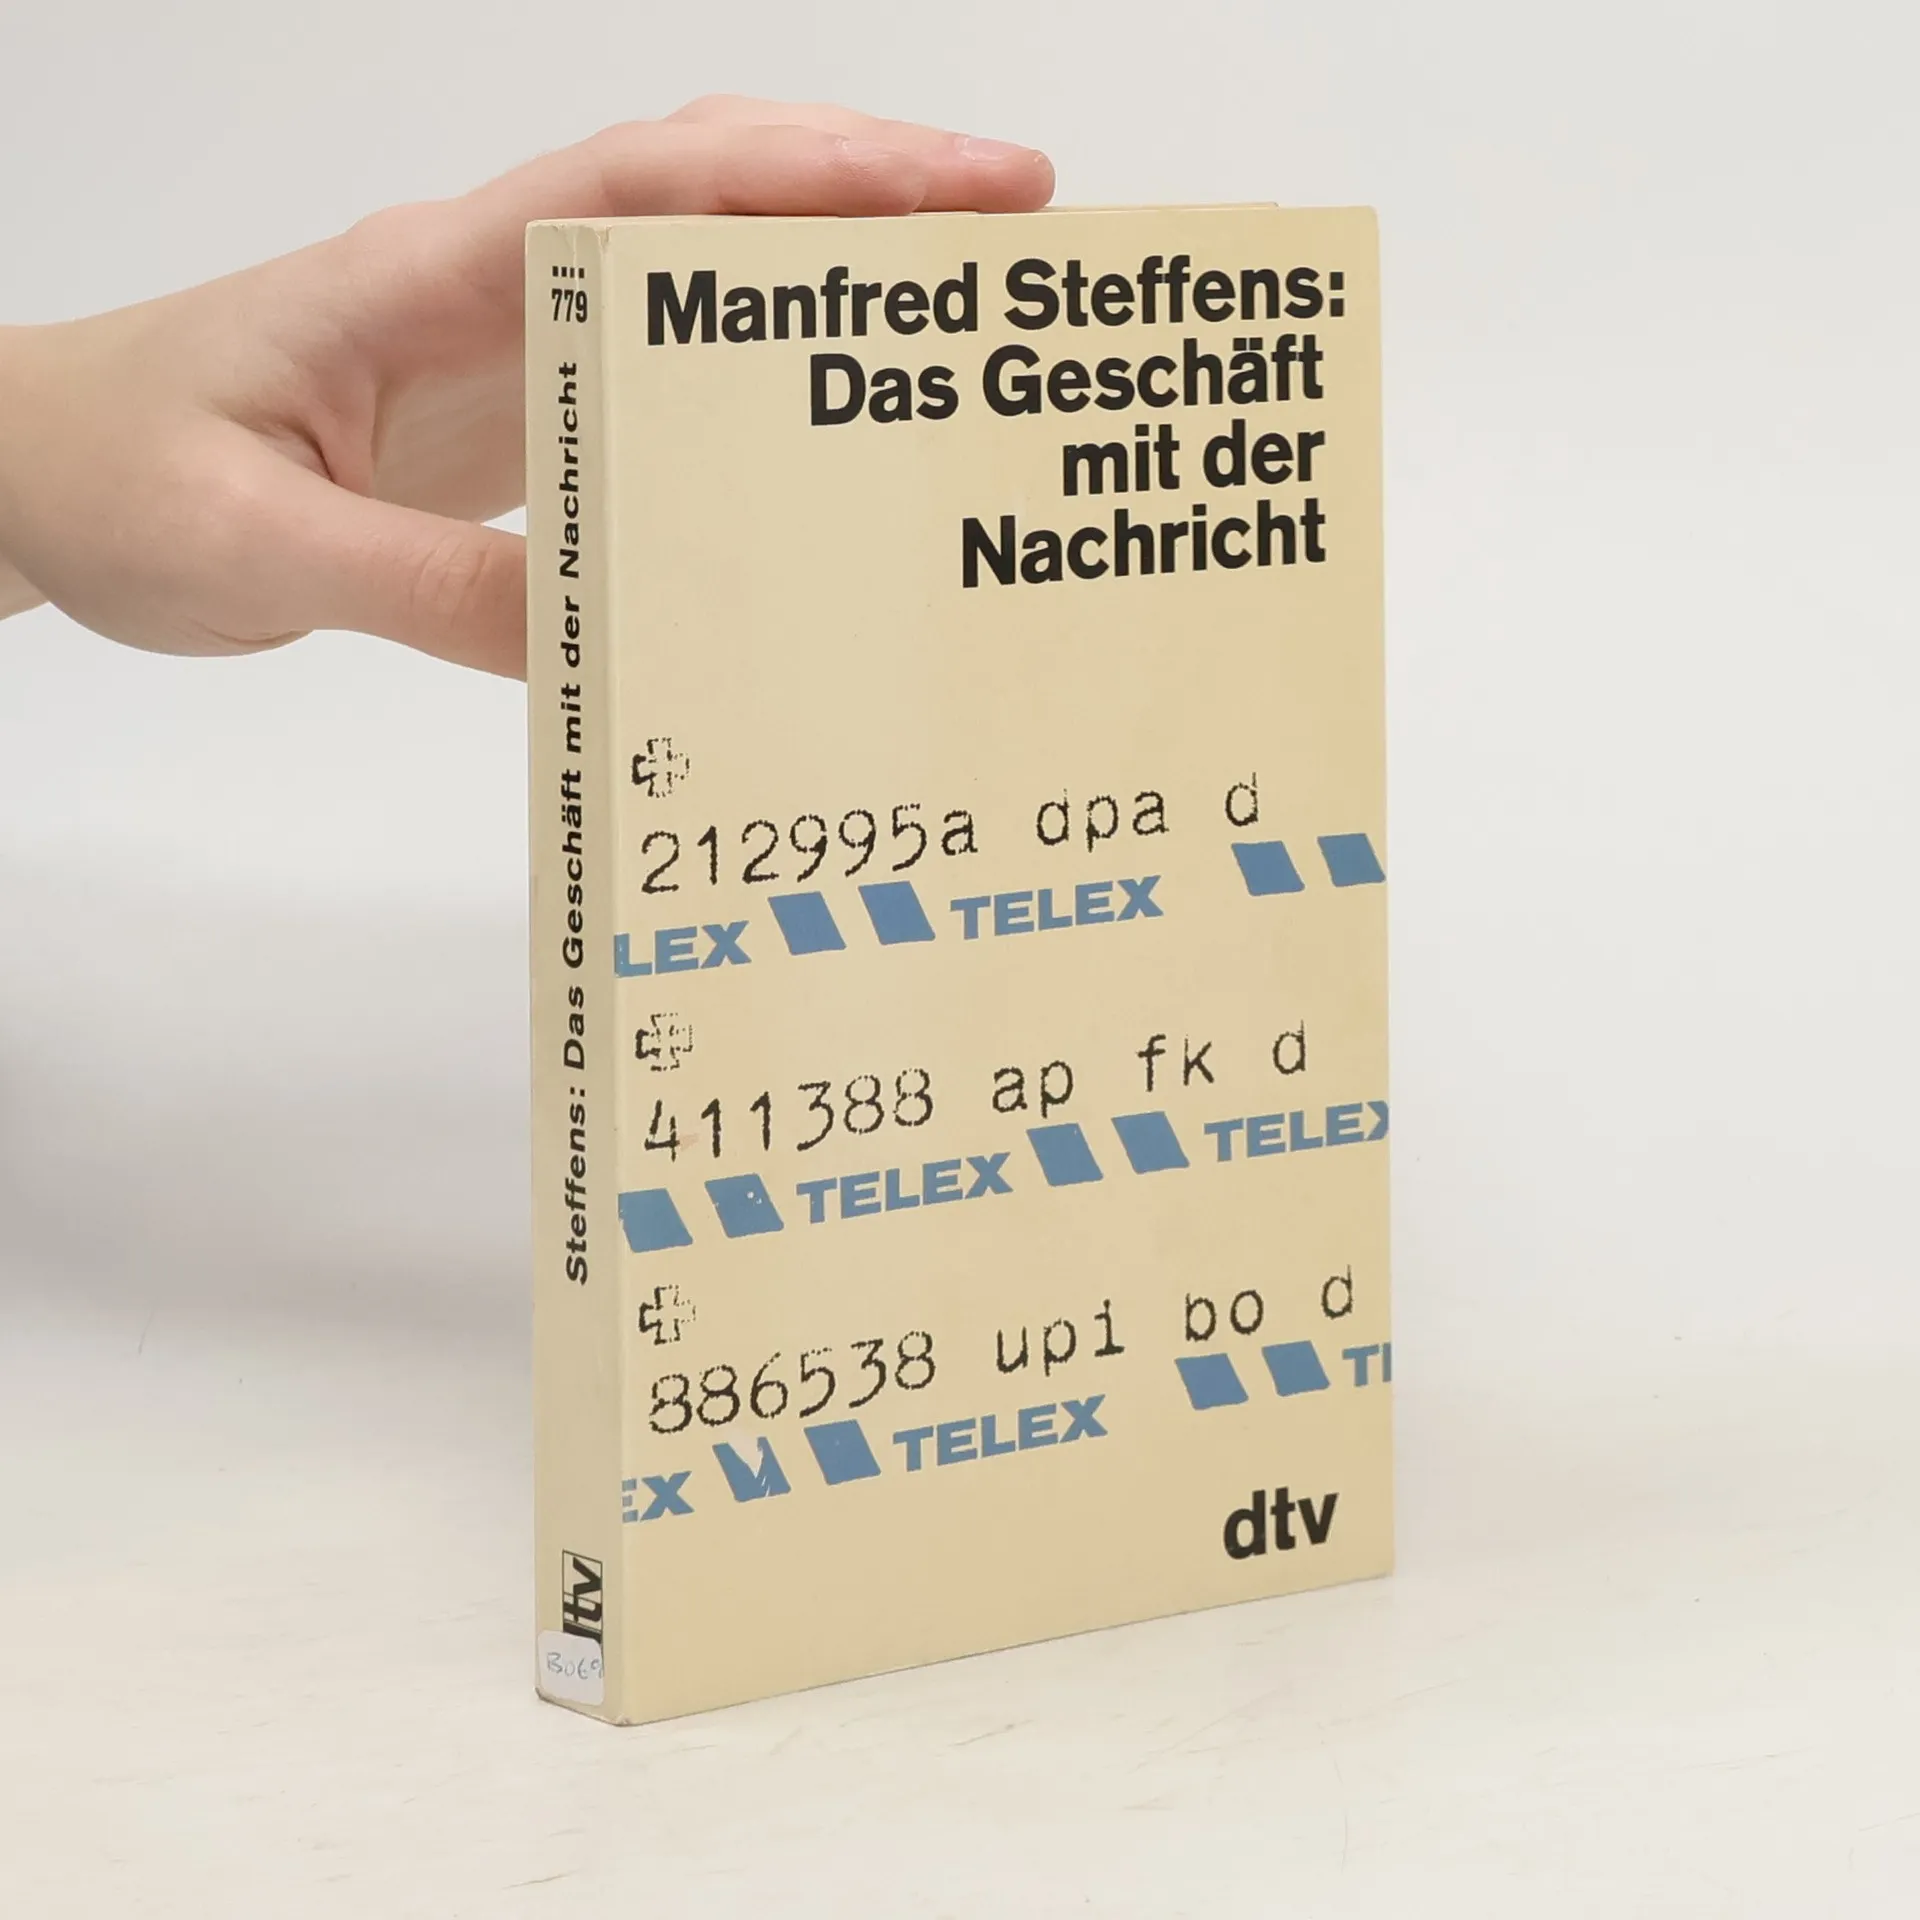 779
Steffens: Das Geschäft mit der Nachricht
dtv
Manfred Steffens:
Das Geschäft
mit der
Nachricht
212995a dpa d
LEX TELEX
411388 ap fk d
TELEX TELEX
886538 upi bo d
EX TELEX TE
dtv